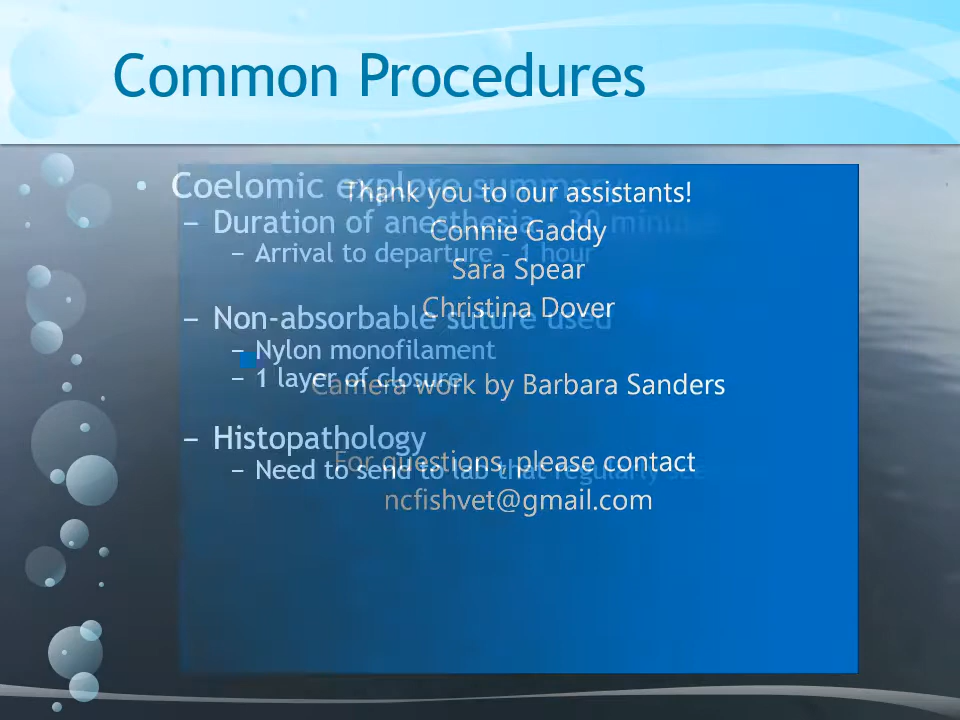 Common Procedures
• Coelomic explore summary
– Duration of anesthesia – 30 minutes
– Arrival to departure – 1 hour
– Non-absorbable suture used
– Nylon monofilament
– 1 layer of closure
– Histopathology
– Need to send to lab that regularly
Thank you to our assistants!
Connie Gaddy
Sara Spear
Christina Dover
Camera work by Barbara Sanders
For questions, please contact
ncfishvet@gmail.com